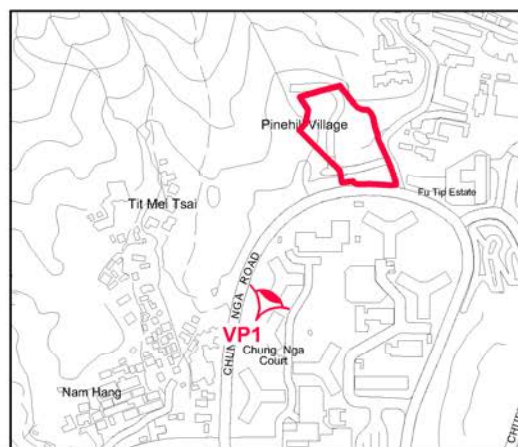 Pinehill Village
Fu Tip Estate
Tit Mei Tsai
CHUNG NGA ROAD
VP1
Chung Nga
Court
Nam Hang